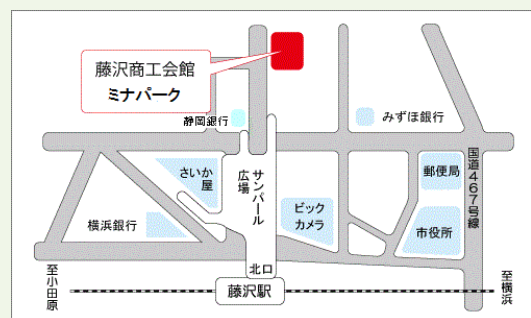 藤沢商工会館
ミナパーク
静岡銀行
みずほ銀行
さいか
屋
サンパール
広場
ビック
カメラ
横浜銀行
郵便局
市役所
国道467号線
北口
藤沢駅
至小田原
至横浜